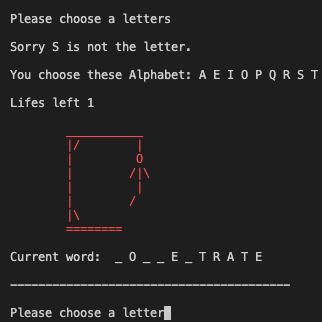 Please choose a letters
Sorry S is not the letter.
You choose these Alphabet: A E I O P Q R S T
Lifes left 1
Current word: _ O _ _ E _ T R A T E
Please choose a letter